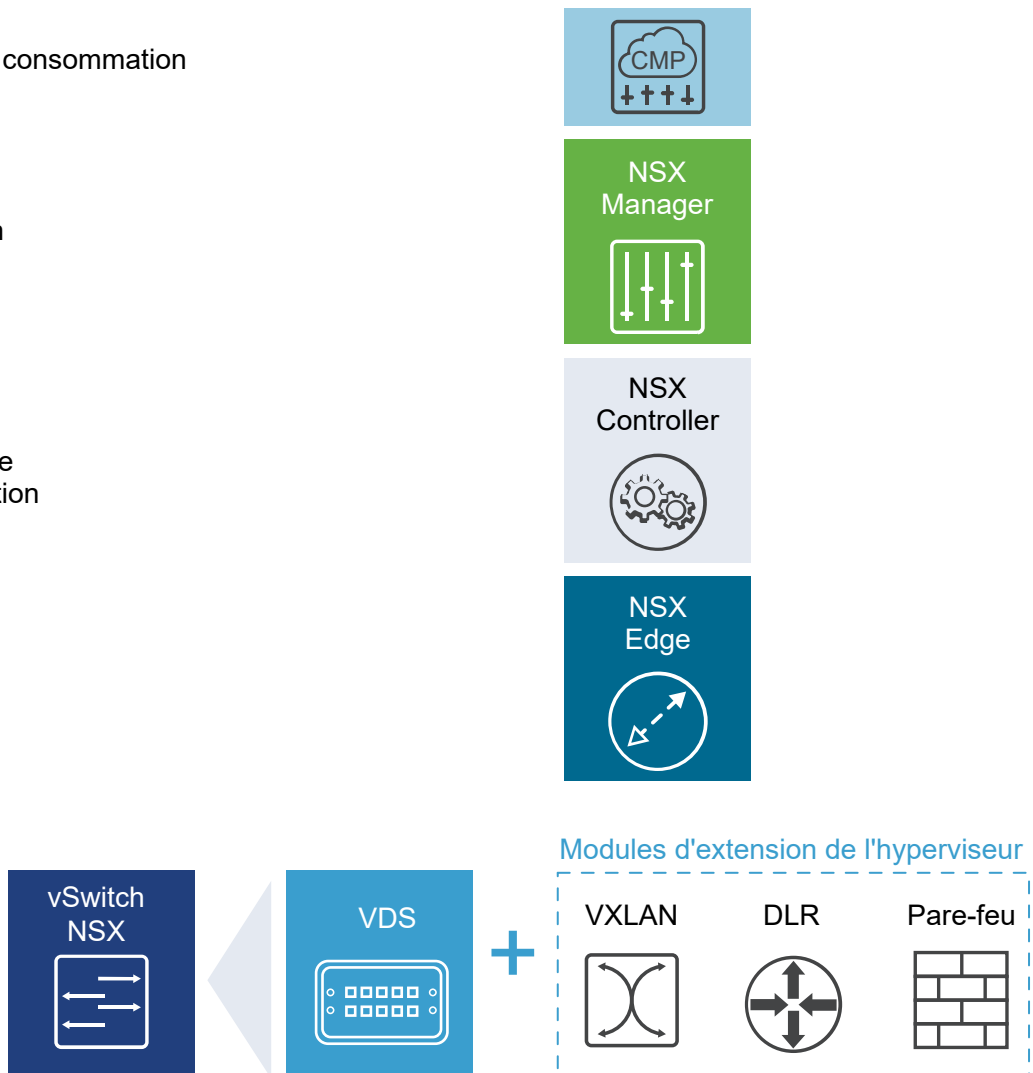 consommation
CMP
NSX
Manager
NSX
Controller
NSX
Edge
Modules d'extension de l'hyperviseur
vSwitch
NSX
VDS
+
VXLAN
DLR
Pare-feu